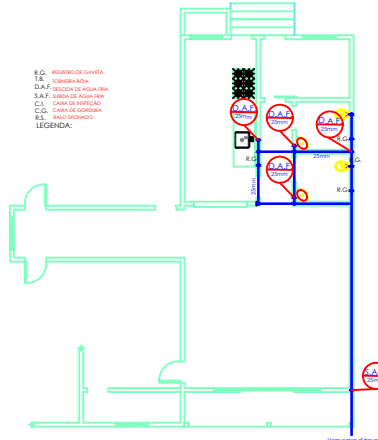 R.G. REGISTRO DE GAVETA
T.B. TORNEIRA BÓIA
D.A.F. DESCIDA DE ÁGUA FRIA
S.A.F. SUBIDA DE ÁGUA FRIA
C.I. CAIXA DE INSPEÇÃO
C.G. CAIXA DE GORDURA
R.S. RALO SIFONADO
LEGENDA:
D.A.F.
25mm
D.A.F.
25mm
D.A.F.
25mm
R.G.
R.G.
25mm
R.G.
D.A.F.
25mm
25mm
R.G.
S.A.
25m